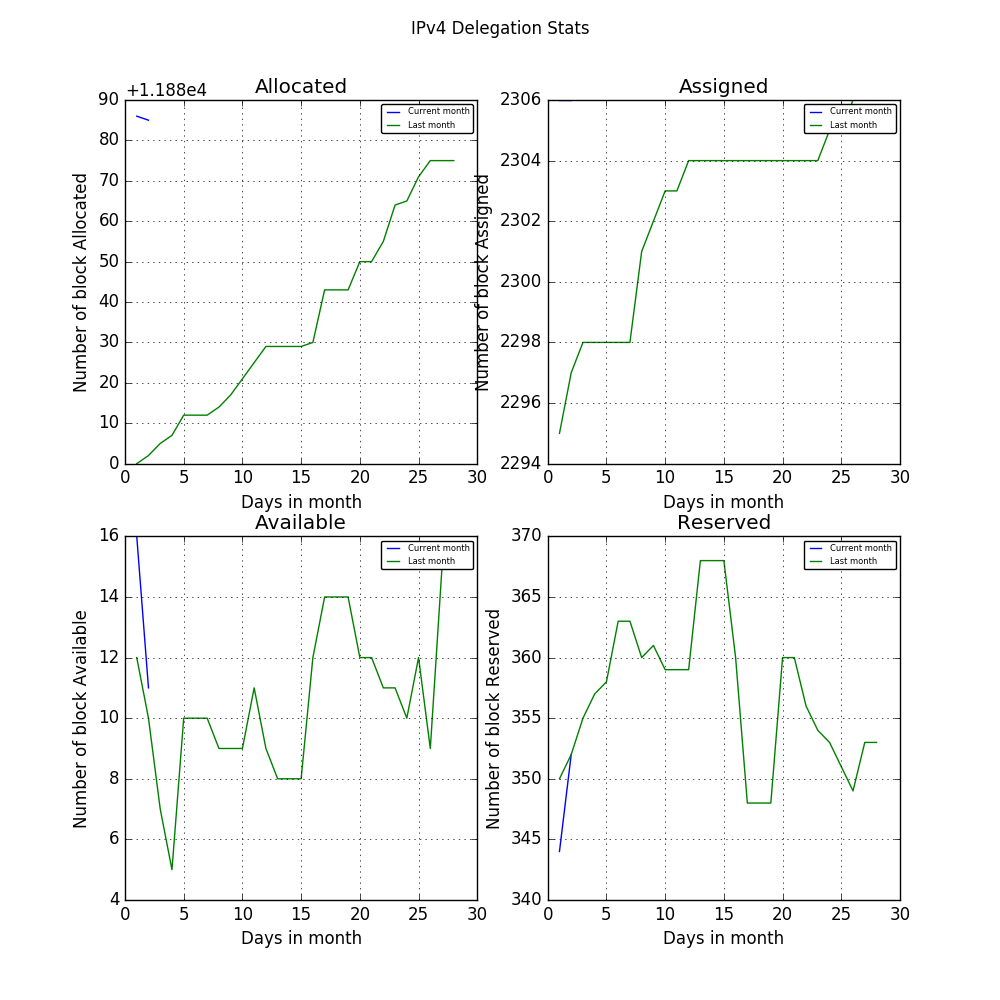 IPv4 Delegation Stats
+1.188e4
Allocated
Number of block Allocated
90
80
70
60
50
40
30
20
10
0
Current month
Last month
0 5 10 15 20 25 30
Days in month
Assigned
Number of block Assigned
2306
2304
2302
2300
2298
2296
2294
Current month
Last month
0 5 10 15 20 25 30
Days in month
Available
Number of block Available
16
14
12
10
8
6
4
Current month
Last month
0 5 10 15 20 25 30
Days in month
Reserved
Number of block Reserved
370
365
360
355
350
345
340
Current month
Last month
0 5 10 15 20 25 30
Days in month